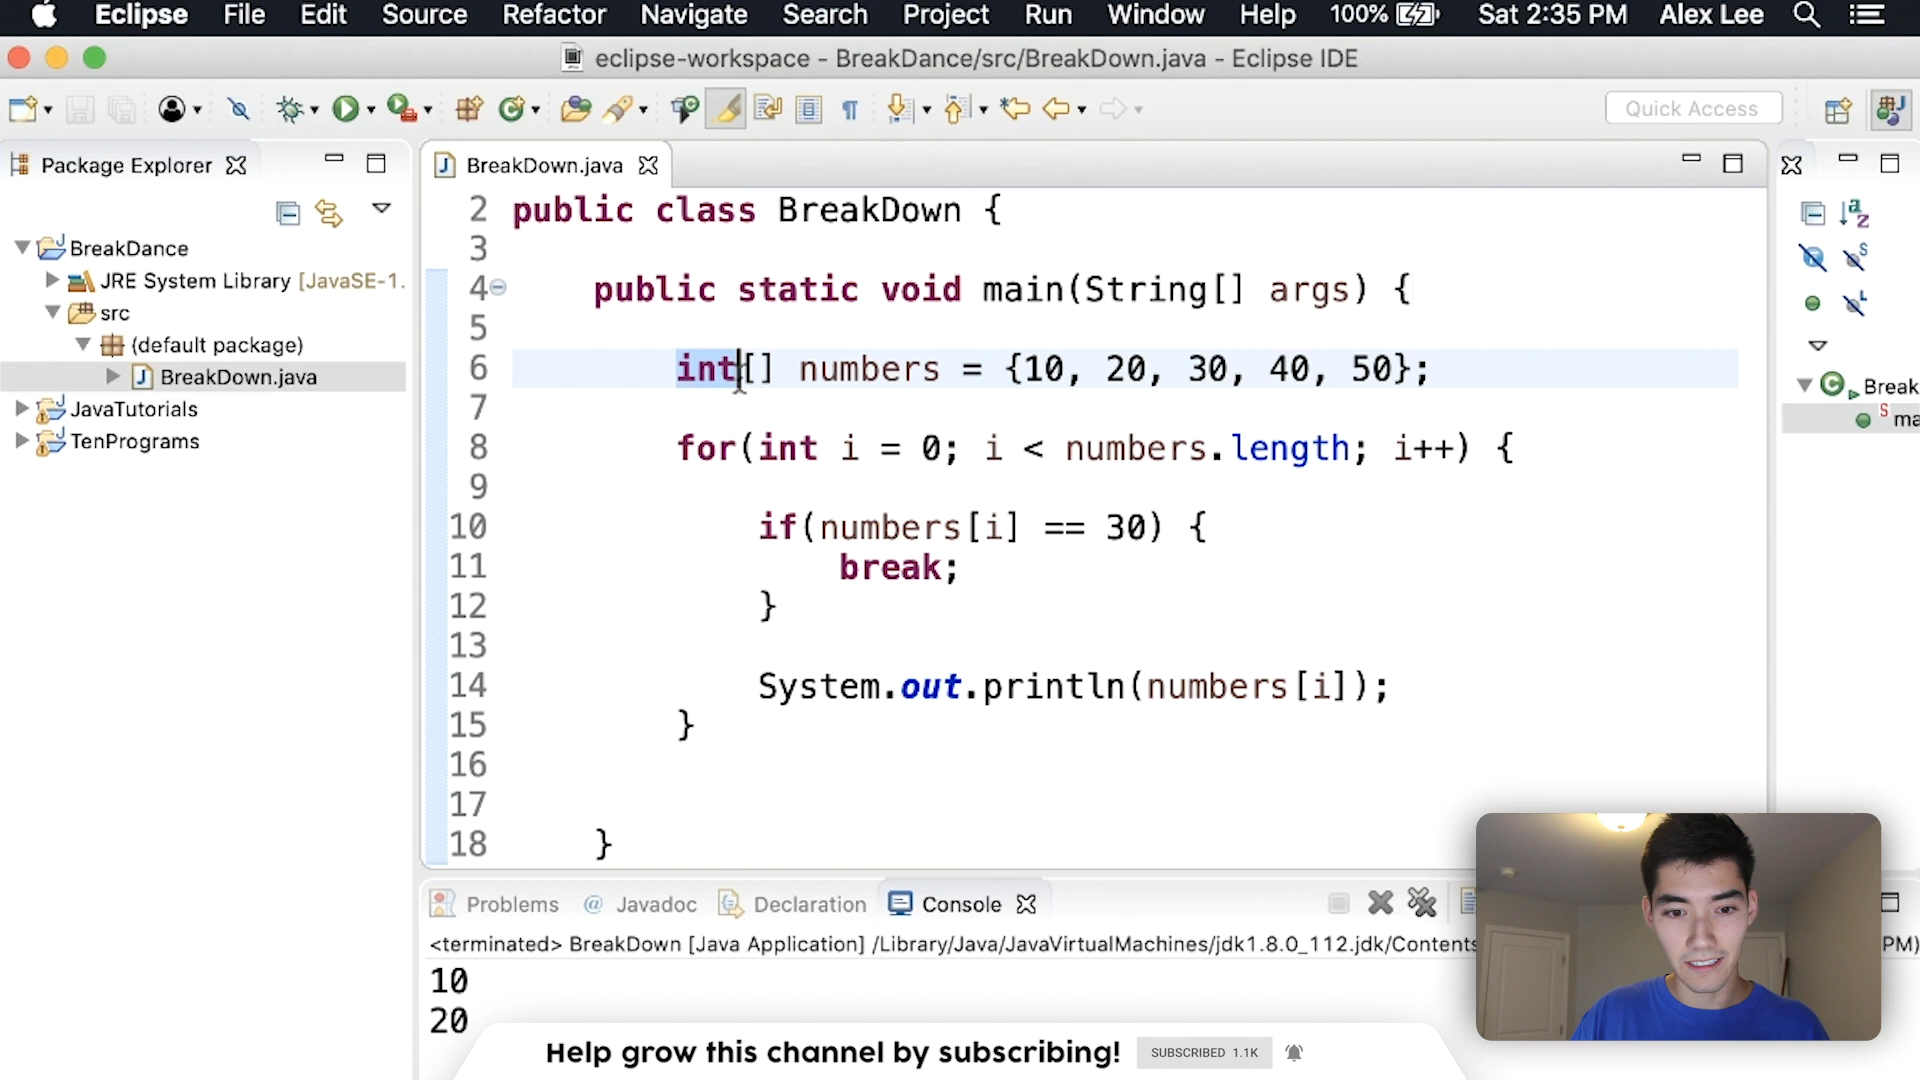 Eclipse File Edit Source Refactor Navigate Search Project Run Window Help 100% Sat 2:35 PM Alex Lee
eclipse-workspace - BreakDance/src/BreakDown.java - Eclipse IDE
Quick Access
Package Explorer
BreakDance
JRE System Library [JavaSE-1.
src
(default package)
BreakDown.java
JavaTutorials
TenPrograms
BreakDown.java
2 public class BreakDown {
3
4 public static void main(String[] args) {
5
6 int[] numbers = {10, 20, 30, 40, 50};
7
8 for(int i = 0; i < numbers.length; i++) {
9
10 if(numbers[i] == 30) {
11 break;
12 }
13
14 System.out.println(numbers[i]);
15 }
16
17
18 }
Break
ma
Problems @ Javadoc Declaration Console
<terminated> BreakDown [Java Application] /Library/Java/JavaVirtualMachines/jdk1.8.0_112.jdk/Contents
PM)
10
20
Help grow this channel by subscribing!
SUBSCRIBED 1.1K